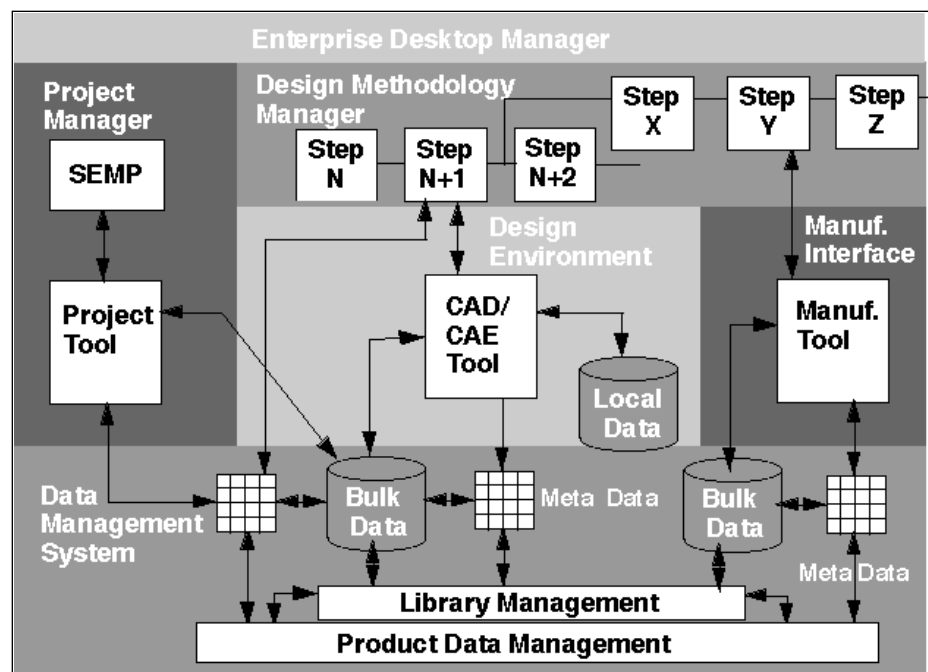 Enterprise Desktop Manager
Project
Manager
Design Methodology
Manager
Step
X
Step
Y
Step
Z
Step
N
Step
N+1
Step
N+2
SEMP
Design
Environment
Manuf.
Interface
Project
Tool
CAD/
CAE
Tool
Manuf.
Tool
Local
Data
Data
Management
System
Bulk
Data
Meta Data
Bulk
Data
Meta Data
Library Management
Product Data Management